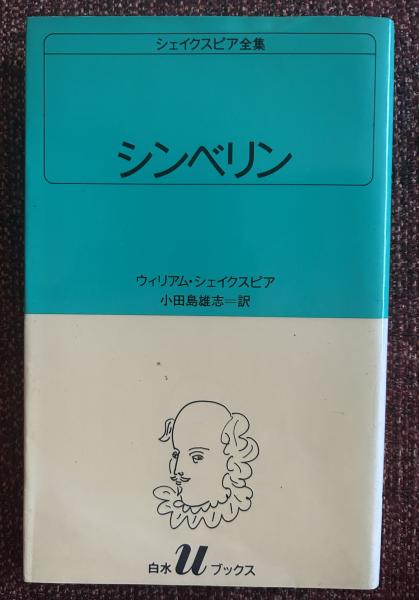 シェイクスピア全集
シンベリン
ウィリアム・シェイクスピア
小田島雄志=訳
白水uブックス